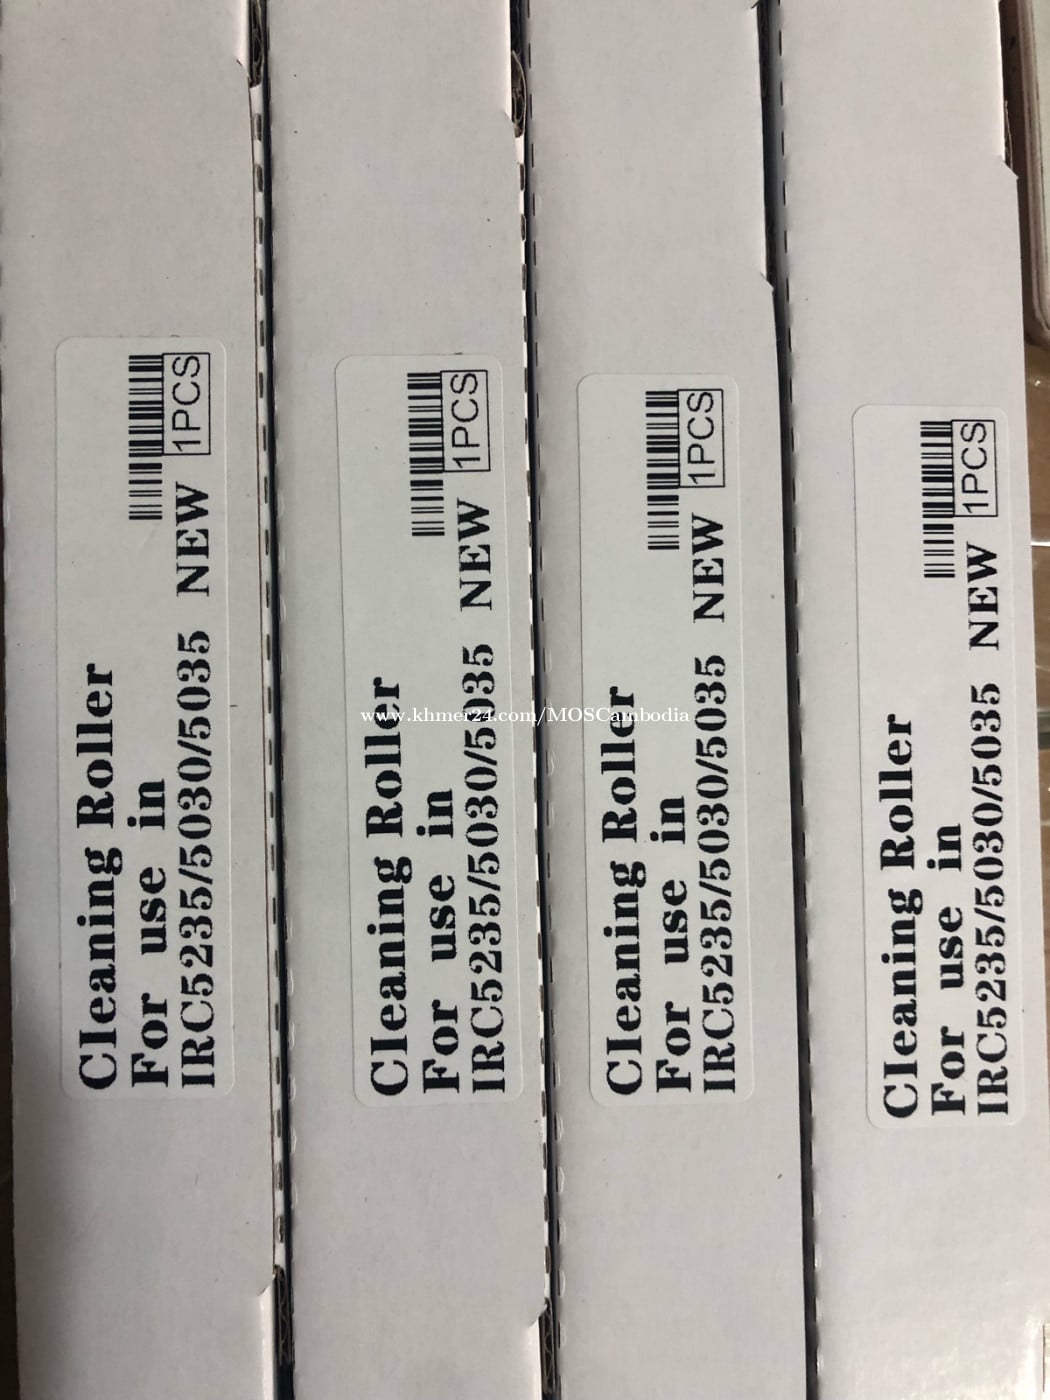 Cleaning Roller
For use in
IRC5235/5030/5035 NEW 1PCS
Cleaning Roller
For use in
IRC5235/5030/5035 NEW 1PCS
Cleaning Roller
For use in
IRC5235/5030/5035 NEW 1PCS
Cleaning Roller
For use in
IRC5235/5030/5035 NEW 1PCS
www.khmer24.com/MOSCambodia